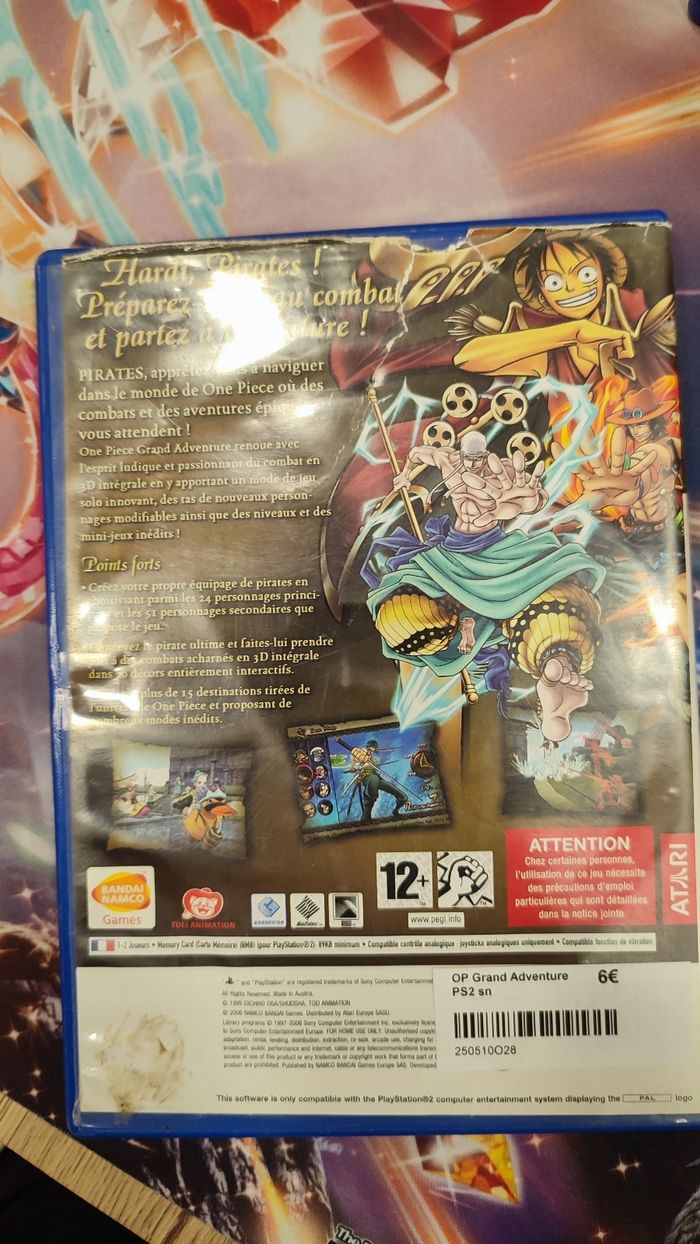 Hardi, Pirates !
Préparez au combat
et partez à
PIRATES, apprêtez à naviguer
dans le monde de One Piece où des
combats et des aventures
vous attendent !
One Piece Grand Adventure renoue avec
l'esprit ludique et passionnant du combat en
3D intégrale en y apportant un mode de jeu
solo innovant, des tas de nouveaux person-
nages modifiables ainsi que des niveaux et des
mini-jeux inédits !
Points forts
• Créez votre propre équipage de pirates en
choisissant parmi les 24 personnages princi-
et les 51 personnages secondaires que
propose le jeu.
le pirate ultime et faites-lui prendre
combats acharnés en 3D intégrale
décors entièrement interactifs.
plus de 15 destinations tirées de
l'univers de One Piece et proposant de
nombreux modes inédits.
BANDAI
NAMCO
Games
TOEI ANIMATION
12+
www.pegi.info
ATTENTION
Chez certaines personnes,
l'utilisation de ce jeu nécessite
des précautions d'emploi
particulières qui sont détaillées
dans la notice jointe
ATARI
1-2 Joueurs • Memory Card (Carte Mémoire) (8MB) (pour PlayStation®2): 89KB minimum • Compatible contrôle analogique : joysticks analogiques uniquement • Compatible fonction de vibration
" and "PlayStation" are registered trademarks of Sony Computer Entertainment
All Rights Reserved. Made in Austria.
© 1999 EIICHIRO ODA/SHUEISHA, TOEI ANIMATION
© 2006 NAMCO BANDAI Games. Distributed by Atari Europe SASU.
Library programs © 1997-2006 Sony Computer Entertainment Inc. exclusively
to Sony Computer Entertainment Europe. FOR HOME USE ONLY. Unauthorised
adaptation, rental, lending, distribution, extraction, re-sale, arcade use, charging for
broadcast, public performance and internet, cable or any telecommunications
access or use of this product or any trademark or copyright work that forms part of
product are prohibited. Published by NAMCO BANDAI Games Europe SAS. Developed
OP Grand Adventure 6€
PS2 sn
250510O28
This software is only compatible with the PlayStation®2 computer entertainment system displaying the PAL logo